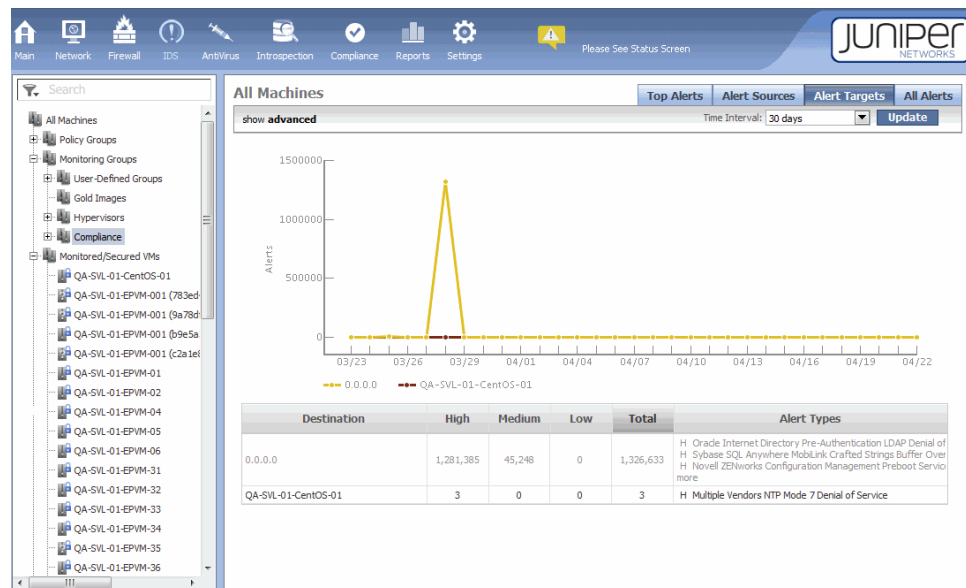 Main Network Firewall IDS AntiVirus Introspection Compliance Reports Settings
Please See Status Screen
JUNIPER
NETWORKS
Search
All Machines
Policy Groups
Monitoring Groups
User-Defined Groups
Gold Images
Hypervisors
Compliance
Monitored/Secured VMs
QA-SVL-01-CentOS-01
QA-SVL-01-EPVM-001 (783ed
QA-SVL-01-EPVM-001 (9a78d
QA-SVL-01-EPVM-001 (b9e5a
QA-SVL-01-EPVM-001 (c2a1e8
QA-SVL-01-EPVM-01
QA-SVL-01-EPVM-02
QA-SVL-01-EPVM-04
QA-SVL-01-EPVM-05
QA-SVL-01-EPVM-06
QA-SVL-01-EPVM-31
QA-SVL-01-EPVM-32
QA-SVL-01-EPVM-33
QA-SVL-01-EPVM-34
QA-SVL-01-EPVM-35
QA-SVL-01-EPVM-36
All Machines
Top Alerts Alert Sources Alert Targets All Alerts
show advanced
Time Interval: 30 days Update
1500000
1000000
500000
0
Alerts
03/23 03/26 03/29 04/01 04/04 04/07 04/10 04/13 04/16 04/19 04/22
0.0.0.0 QA-SVL-01-CentOS-01
Destination High Medium Low Total Alert Types
0.0.0.0 1,281,385 45,248 0 1,326,633
H Oracle Internet Directory Pre-Authentication LDAP Denial of
H Sybase SQL Anywhere MobiLink Crafted Strings Buffer Over
H Novell ZENworks Configuration Management Preboot Servic
more
QA-SVL-01-CentOS-01 3 0 0 3 H Multiple Vendors NTP Mode 7 Denial of Service